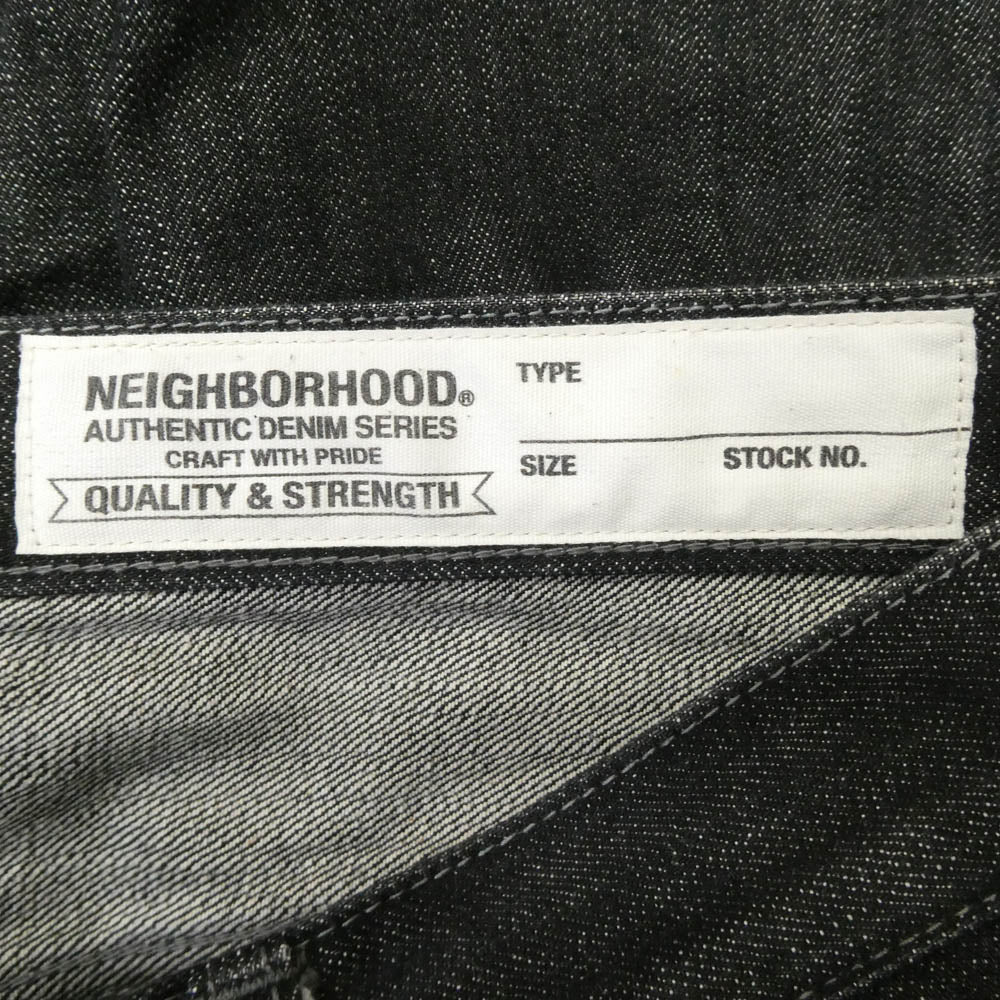 NEIGHBORHOOD®
AUTHENTIC DENIM SERIES
CRAFT WITH PRIDE
QUALITY & STRENGTH
TYPE
SIZE STOCK NO.